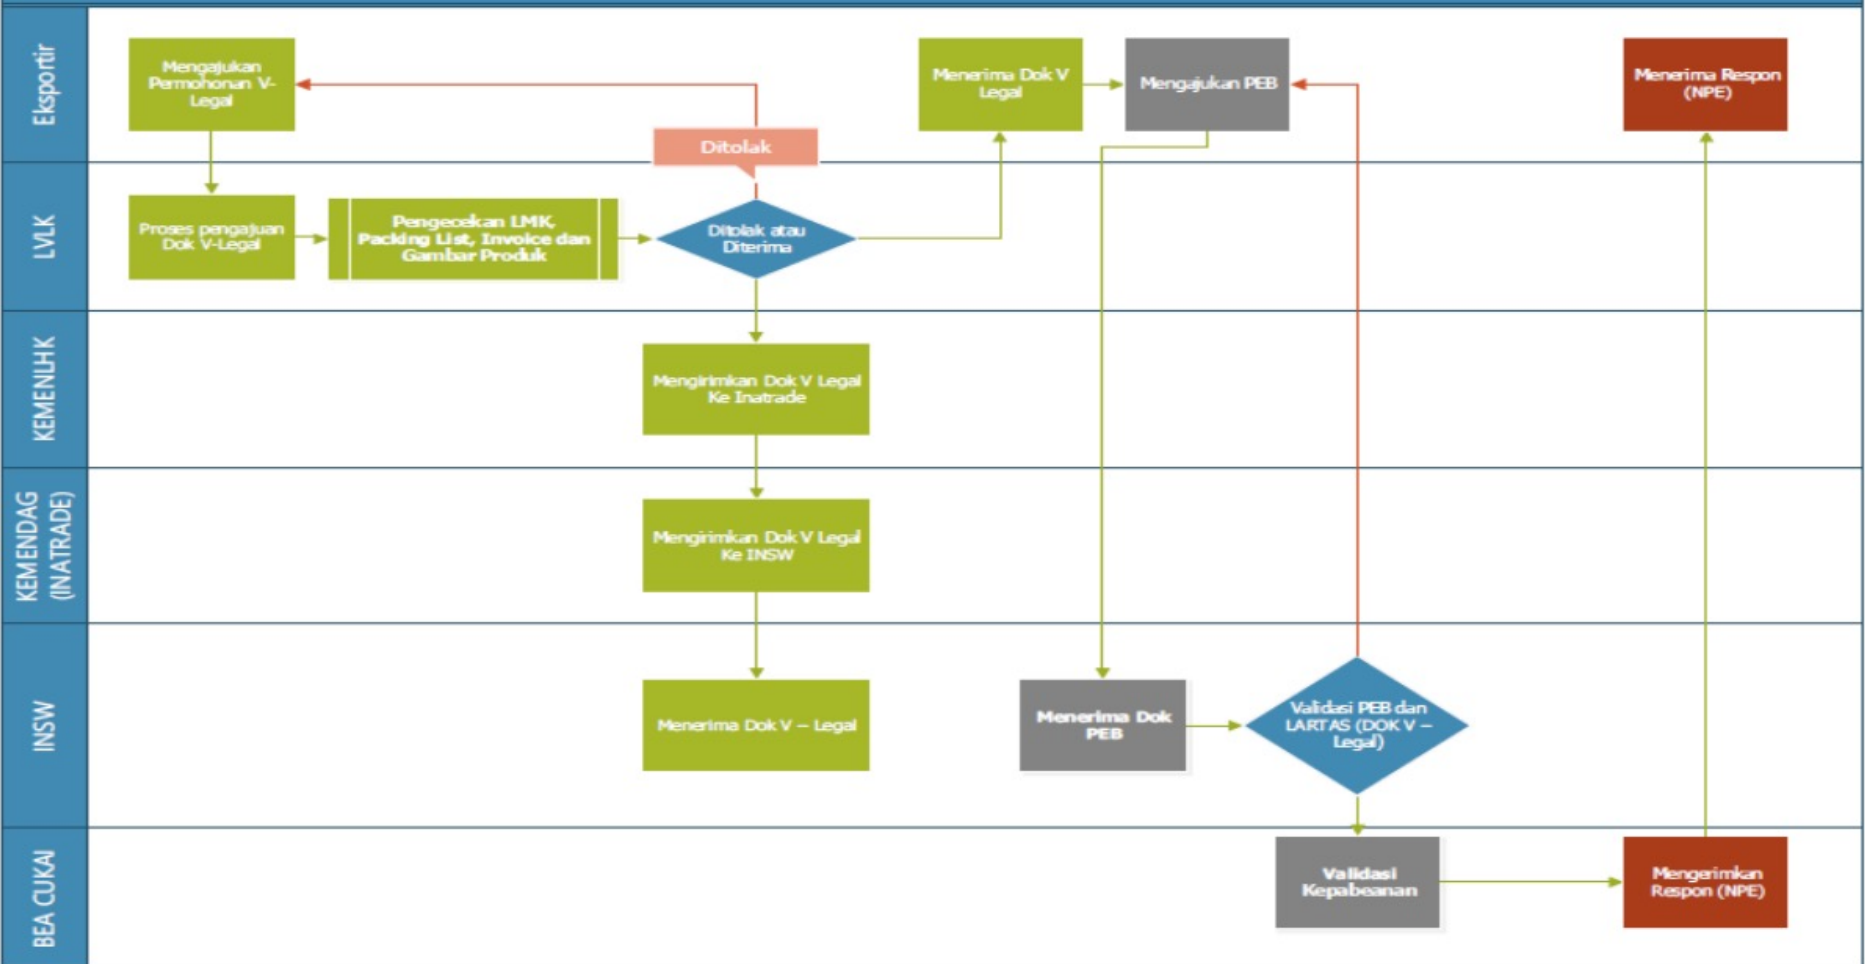 Eksportir
Mengajukan
Permohonan V-
Legal
Menerima Dok V
Legal
Mengajukan PEB
Menerima Respon
(NPE)
Ditolak
LVLK
Proses pengajuan
Dok V-Legal
Pengecekan LMK,
Packing List, Invoice dan
Gambar Produk
Ditolak atau
Diterima
KEMENLHK
Mengirimkan Dok V Legal
Ke Inatrade
KEMENDAG
(INATRADE)
Mengirimkan Dok V Legal
Ke INSW
INSW
Menerima Dok V – Legal
Menerima Dok
PEB
Validasi PEB dan
LARTAS (DOK V –
Legal)
BEA CUKAI
Validasi
Kepabeanan
Mengerimkan
Respon (NPE)